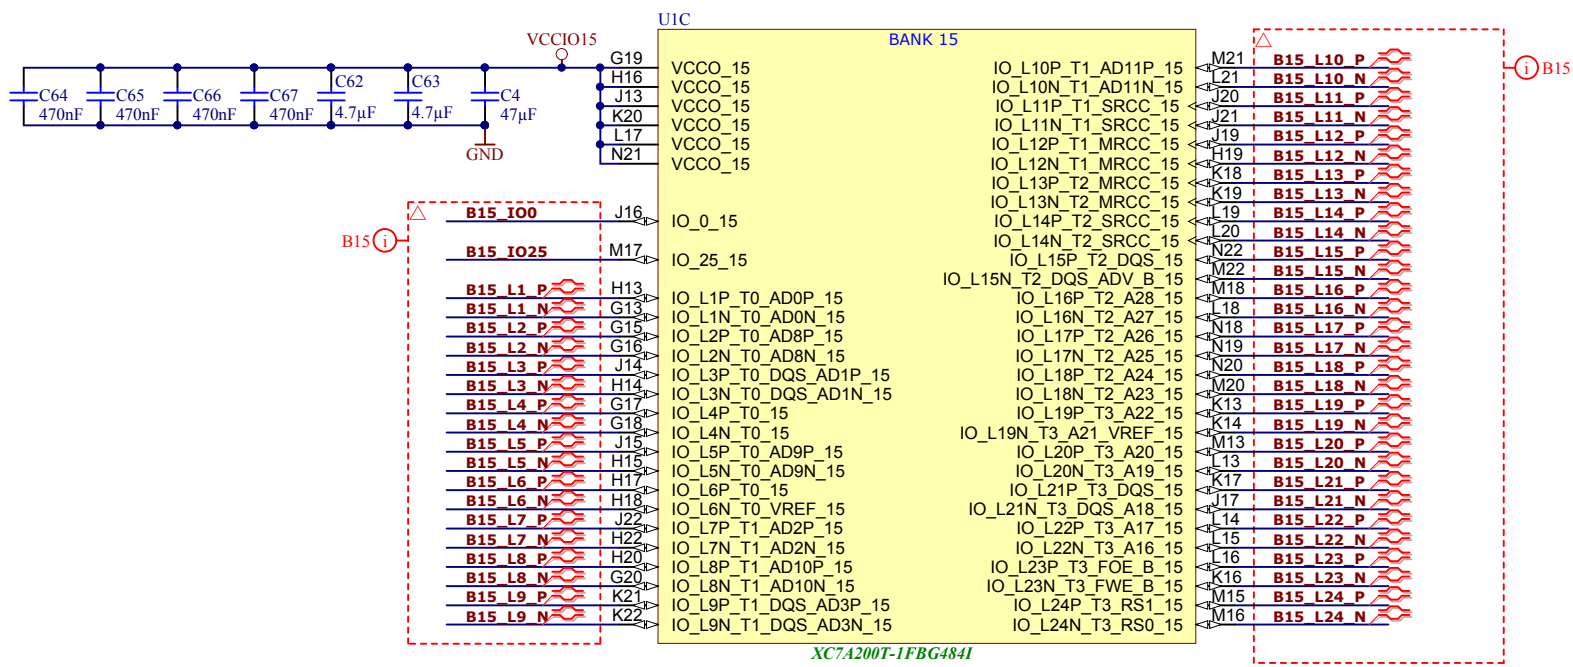 U1C
BANK 15
VCCIO15
C64 470nF
C65 470nF
C66 470nF
C67 470nF
C62 4.7µF
C63 4.7µF
C4 47µF
GND
G19 VCCO_15
H16 VCCO_15
J13 VCCO_15
K20 VCCO_15
L17 VCCO_15
N21 VCCO_15
B15 i
B15_IO0 J16 IO_0_15
B15_IO25 M17 IO_25_15
B15_L1_P H13 IO_L1P_T0_AD0P_15
B15_L1_N G13 IO_L1N_T0_AD0N_15
B15_L2_P G15 IO_L2P_T0_AD8P_15
B15_L2_N G16 IO_L2N_T0_AD8N_15
B15_L3_P J14 IO_L3P_T0_DQS_AD1P_15
B15_L3_N H14 IO_L3N_T0_DQS_AD1N_15
B15_L4_P G17 IO_L4P_T0_15
B15_L4_N G18 IO_L4N_T0_15
B15_L5_P J15 IO_L5P_T0_AD9P_15
B15_L5_N H15 IO_L5N_T0_AD9N_15
B15_L6_P H17 IO_L6P_T0_15
B15_L6_N H18 IO_L6N_T0_VREF_15
B15_L7_P J22 IO_L7P_T1_AD2P_15
B15_L7_N H22 IO_L7N_T1_AD2N_15
B15_L8_P H20 IO_L8P_T1_AD10P_15
B15_L8_N G20 IO_L8N_T1_AD10N_15
B15_L9_P K21 IO_L9P_T1_DQS_AD3P_15
B15_L9_N K22 IO_L9N_T1_DQS_AD3N_15
IO_L10P_T1_AD11P_15 M21 B15_L10_P
IO_L10N_T1_AD11N_15 L21 B15_L10_N
IO_L11P_T1_SRCC_15 J20 B15_L11_P
IO_L11N_T1_SRCC_15 J21 B15_L11_N
IO_L12P_T1_MRCC_15 J19 B15_L12_P
IO_L12N_T1_MRCC_15 H19 B15_L12_N
IO_L13P_T2_MRCC_15 K18 B15_L13_P
IO_L13N_T2_MRCC_15 K19 B15_L13_N
IO_L14P_T2_SRCC_15 L19 B15_L14_P
IO_L14N_T2_SRCC_15 L20 B15_L14_N
IO_L15P_T2_DQS_15 N22 B15_L15_P
IO_L15N_T2_DQS_ADV_B_15 M22 B15_L15_N
IO_L16P_T2_A28_15 M18 B15_L16_P
IO_L16N_T2_A27_15 L18 B15_L16_N
IO_L17P_T2_A26_15 N18 B15_L17_P
IO_L17N_T2_A25_15 N19 B15_L17_N
IO_L18P_T2_A24_15 N20 B15_L18_P
IO_L18N_T2_A23_15 M20 B15_L18_N
IO_L19P_T3_A22_15 K13 B15_L19_P
IO_L19N_T3_A21_VREF_15 K14 B15_L19_N
IO_L20P_T3_A20_15 M13 B15_L20_P
IO_L20N_T3_A19_15 L13 B15_L20_N
IO_L21P_T3_DQS_15 K17 B15_L21_P
IO_L21N_T3_DQS_A18_15 J17 B15_L21_N
IO_L22P_T3_A17_15 L14 B15_L22_P
IO_L22N_T3_A16_15 L15 B15_L22_N
IO_L23P_T3_FOE_B_15 L16 B15_L23_P
IO_L23N_T3_FWE_B_15 K16 B15_L23_N
IO_L24P_T3_RS1_15 M15 B15_L24_P
IO_L24N_T3_RS0_15 M16 B15_L24_N
i B15
XC7A200T-1FBG484I